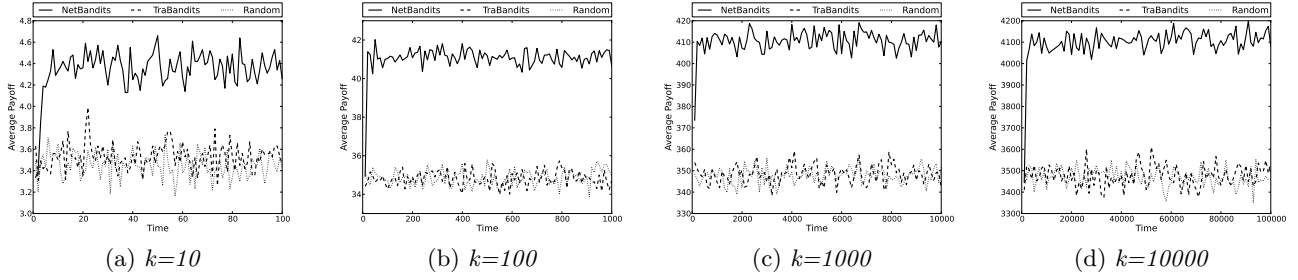 NetBandits TraBandits Random
4.8
4.6
4.4
4.2
4.0
3.8
3.6
3.4
3.2
3.0
Average Payoff
0 20 40 60 80 100
Time
(a) k=10
NetBandits TraBandits Random
42
40
38
36
34
Average Payoff
0 200 400 600 800 1000
Time
(b) k=100
NetBandits TraBandits Random
420
410
400
390
380
370
360
350
340
330
Average Payoff
0 2000 4000 6000 8000 10000
Time
(c) k=1000
NetBandits TraBandits Random
4200
4100
4000
3900
3800
3700
3600
3500
3400
3300
Average Payoff
0 20000 40000 60000 80000 100000
Time
(d) k=10000